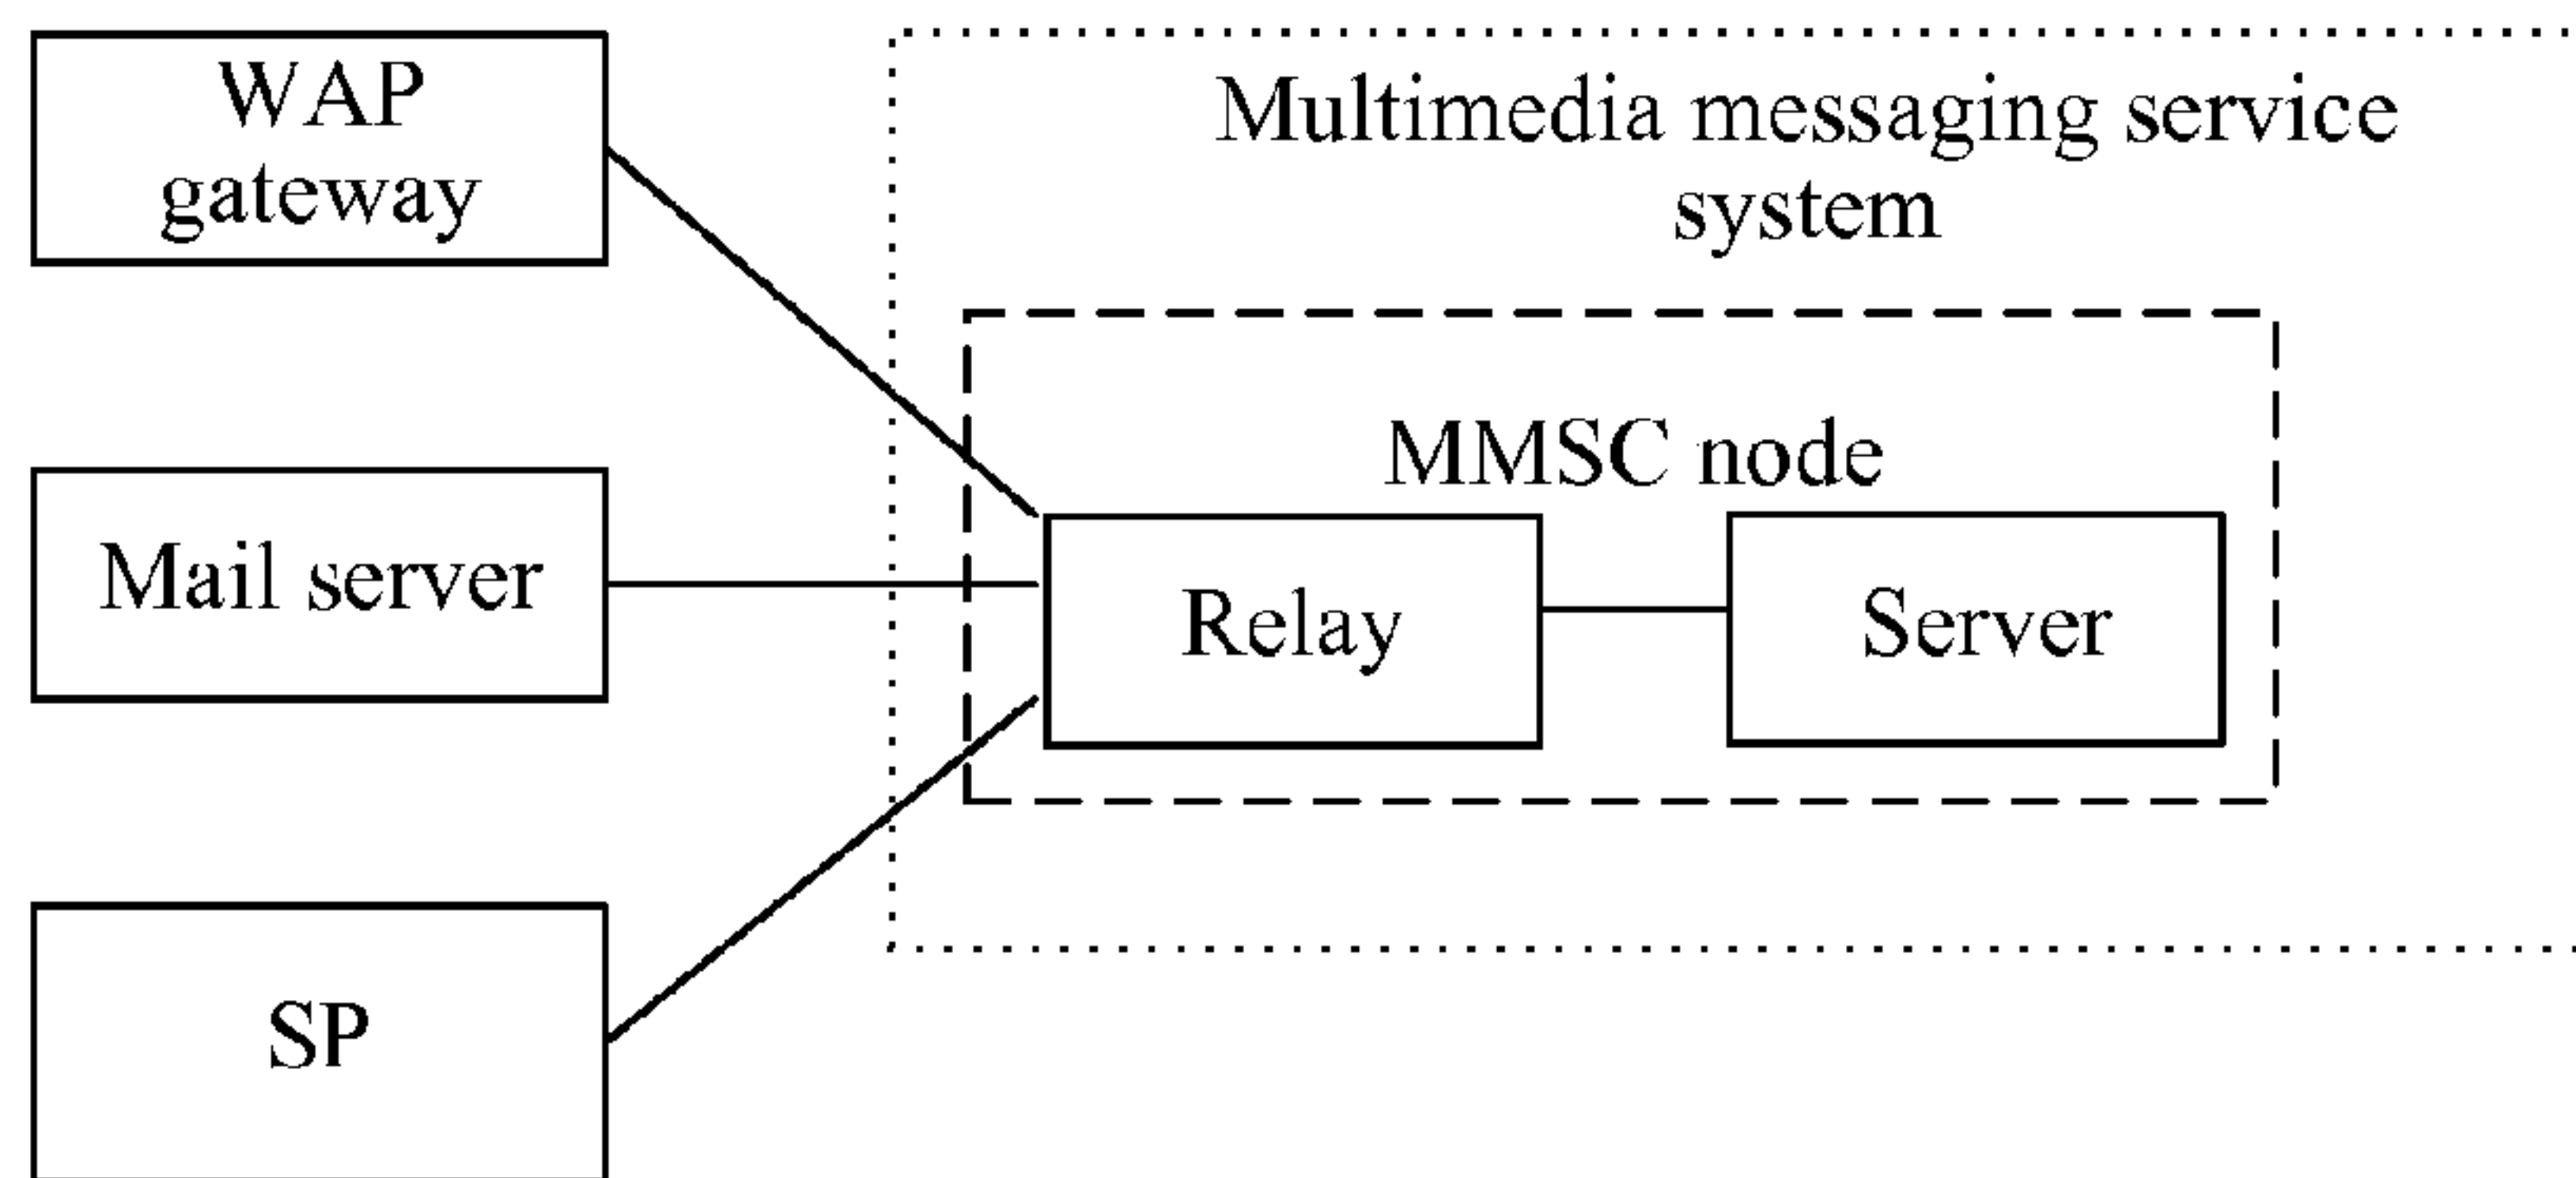 WAP
gateway
Multimedia messaging service
system
MMSC node
Mail server
Relay
Server
SP